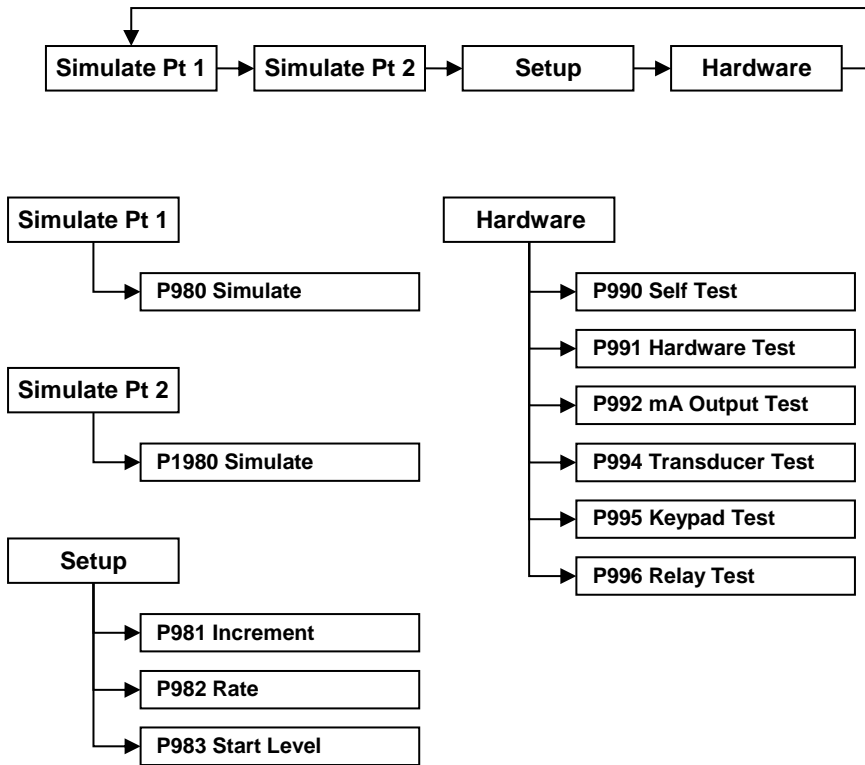 Simulate Pt 1
Simulate Pt 2
Setup
Hardware
Simulate Pt 1
P980 Simulate
Simulate Pt 2
P1980 Simulate
Setup
P981 Increment
P982 Rate
P983 Start Level
Hardware
P990 Self Test
P991 Hardware Test
P992 mA Output Test
P994 Transducer Test
P995 Keypad Test
P996 Relay Test